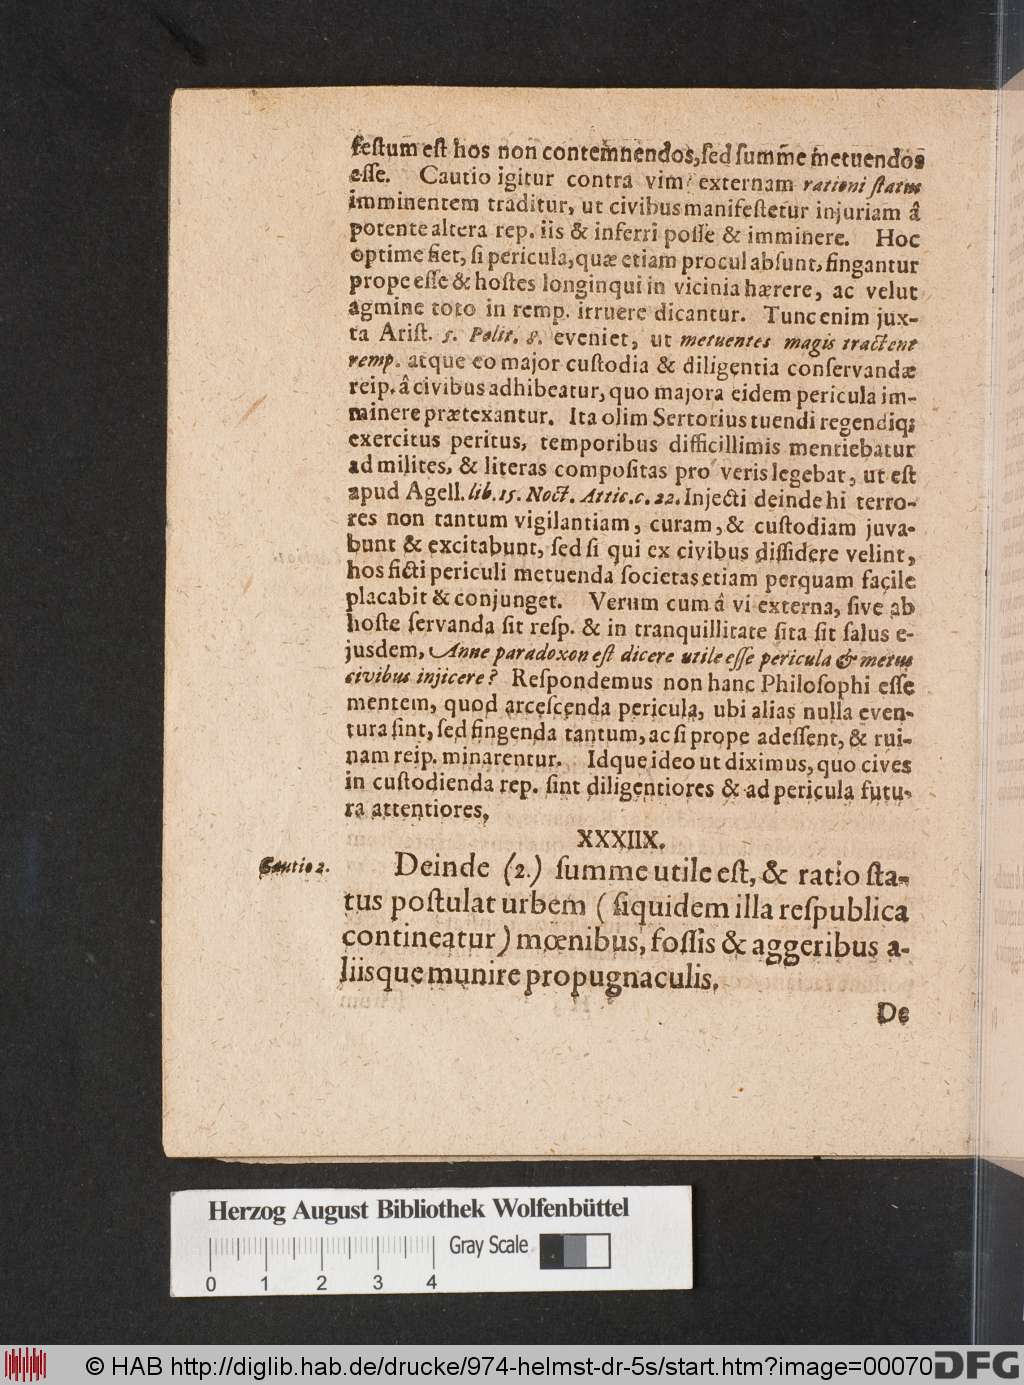 festum est hos non contemnendos, sed summe metuendos
esse. Cautio igitur contra vim externam rationi status
imminentem traditur, ut civibus manifestetur injuriam â
potente altera rep. iis & inferri posse & imminere. Hoc
optime fiet, si pericula, quæ etiam procul absunt, fingantur
prope esse & hostes longinqui in vicinia hærere, ac velut
agmine toto in remp. irruere dicantur. Tunc enim jux-
ta Arist. 5. Polit. 8. eveniet, ut metuentes magis tractent
remp. atque eo major custodia & diligentia conservandæ
reip. â civibus adhibeatur, quo majora eidem pericula im-
minere prætexantur. Ita olim Sertorius tuendi regendiq;
exercitus peritus, temporibus difficillimis mentiebatur
ad milites, & literas compositas pro veris legebat, ut est
apud Agell. lib. 15. Noct. Attic. c. 22. Injecti deinde hi terro-
res non tantum vigilantiam, curam, & custodiam juva-
bunt & excitabunt, sed si qui ex civibus dissidere velint,
hos ficti periculi metuenda societas etiam perquam facile
placabit & conjunget. Verum cum â vi externa, sive ab
hoste servanda sit resp. & in tranquillitate sita sit salus e-
jusdem, Anne paradoxon est dicere utile esse pericula & metus
civibus injicere? Respondemus non hanc Philosophi esse
mentem, quod arcescenda pericula, ubi alias nulla even-
tura sint, sed fingenda tantum, ac si prope adessent, & rui-
nam reip. minarentur. Idque ideo ut diximus, quo cives
in custodienda rep. sint diligentiores & ad pericula futu-
ra attentiores,
XXXIIX.
Cautio 2.
Deinde (2.) summe utile est, & ratio sta-
tus postulat urbem ( siquidem illa respublica
contineatur ) mœnibus, fossis & aggeribus a-
liisque munire propugnaculis.
De
Herzog August Bibliothek Wolfenbüttel
Gray Scale
0 1 2 3 4
© HAB http://diglib.hab.de/drucke/974-helmst-dr-5s/start.htm?image=00070
DFG